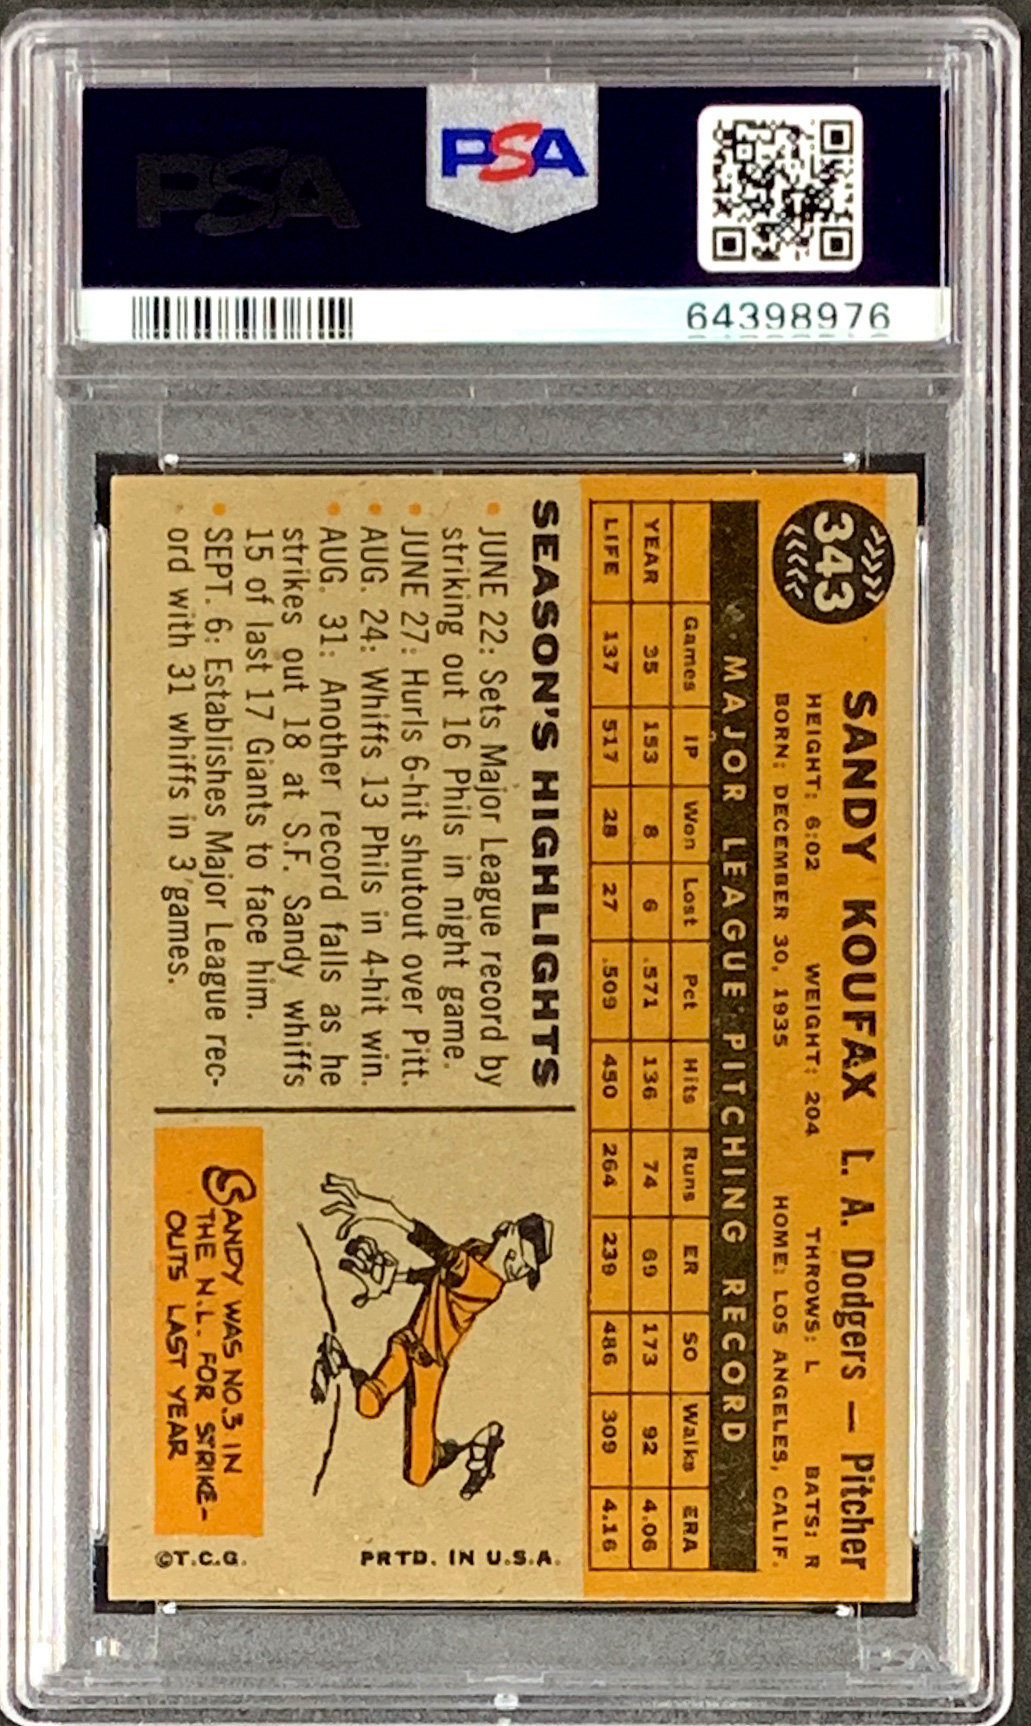 PSA
PSA
64398976
343
SANDY KOUFAX L. A. Dodgers — Pitcher
HEIGHT: 6:02 WEIGHT: 204 THROWS: L BATS: R
BORN: DECEMBER 30, 1935 HOME: LOS ANGELES, CALIF.
MAJOR LEAGUE PITCHING RECORD
Games IP Won Lost Pct Hits Runs ER SO Walks ERA
YEAR 35 153 8 6 .571 136 74 69 173 92 4.06
LIFE 137 517 28 27 .509 450 264 239 486 309 4.16
SEASON'S HIGHLIGHTS
• JUNE 22: Sets Major League record by
striking out 16 Phils in night game.
• JUNE 27: Hurls 6-hit shutout over Pitt.
• AUG. 24: Whiffs 13 Phils in 4-hit win.
• AUG. 31: Another record falls as he
strikes out 18 at S.F. Sandy whiffs
15 of last 17 Giants to face him.
• SEPT. 6: Establishes Major League rec-
ord with 31 whiffs in 3 games.
SANDY WAS NO.3 IN
THE N.L. FOR STRIKE-
OUTS LAST YEAR
PRTD. IN U.S.A.
©T.C.G.
PSA